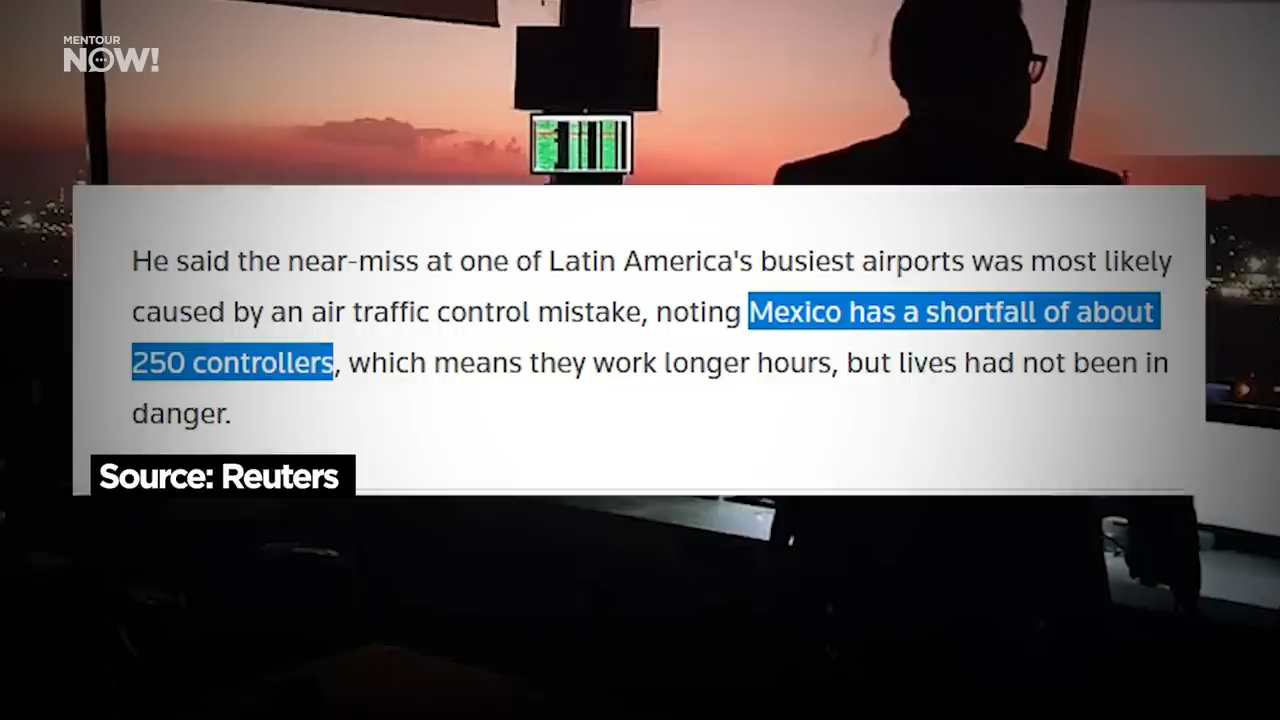 MENTOUR
NOW!
He said the near-miss at one of Latin America's busiest airports was most likely
caused by an air traffic control mistake, noting Mexico has a shortfall of about
250 controllers, which means they work longer hours, but lives had not been in
danger.
Source: Reuters